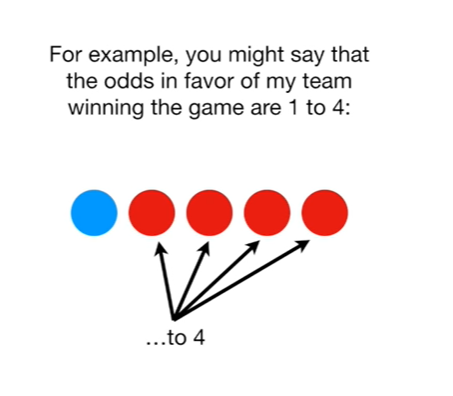 For example, you might say that
the odds in favor of my team
winning the game are 1 to 4:
...to 4